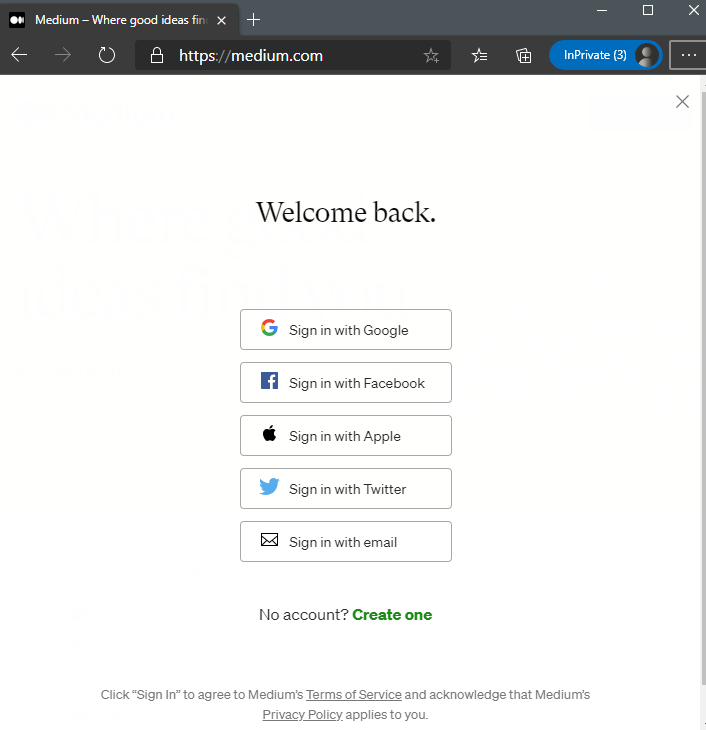 Medium – Where good ideas fin
https://medium.com
InPrivate (3)
Welcome back.
Sign in with Google
Sign in with Facebook
Sign in with Apple
Sign in with Twitter
Sign in with email
No account? Create one
Click “Sign In” to agree to Medium’s Terms of Service and acknowledge that Medium’s
Privacy Policy applies to you.